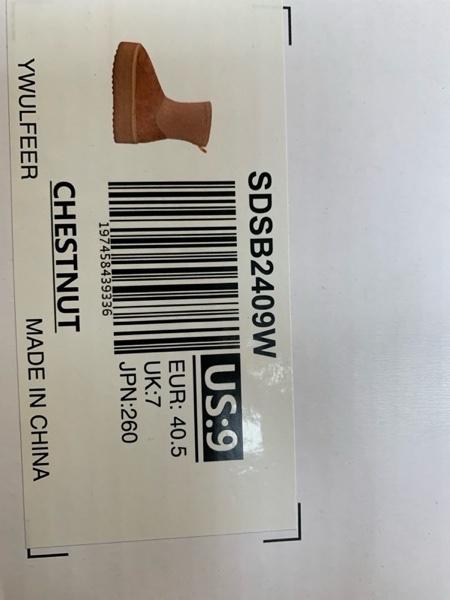 SDSB2409W
US:9
EUR: 40.5
UK:7
JPN:260
197458439336
CHESTNUT
YWULFEER
MADE IN CHINA